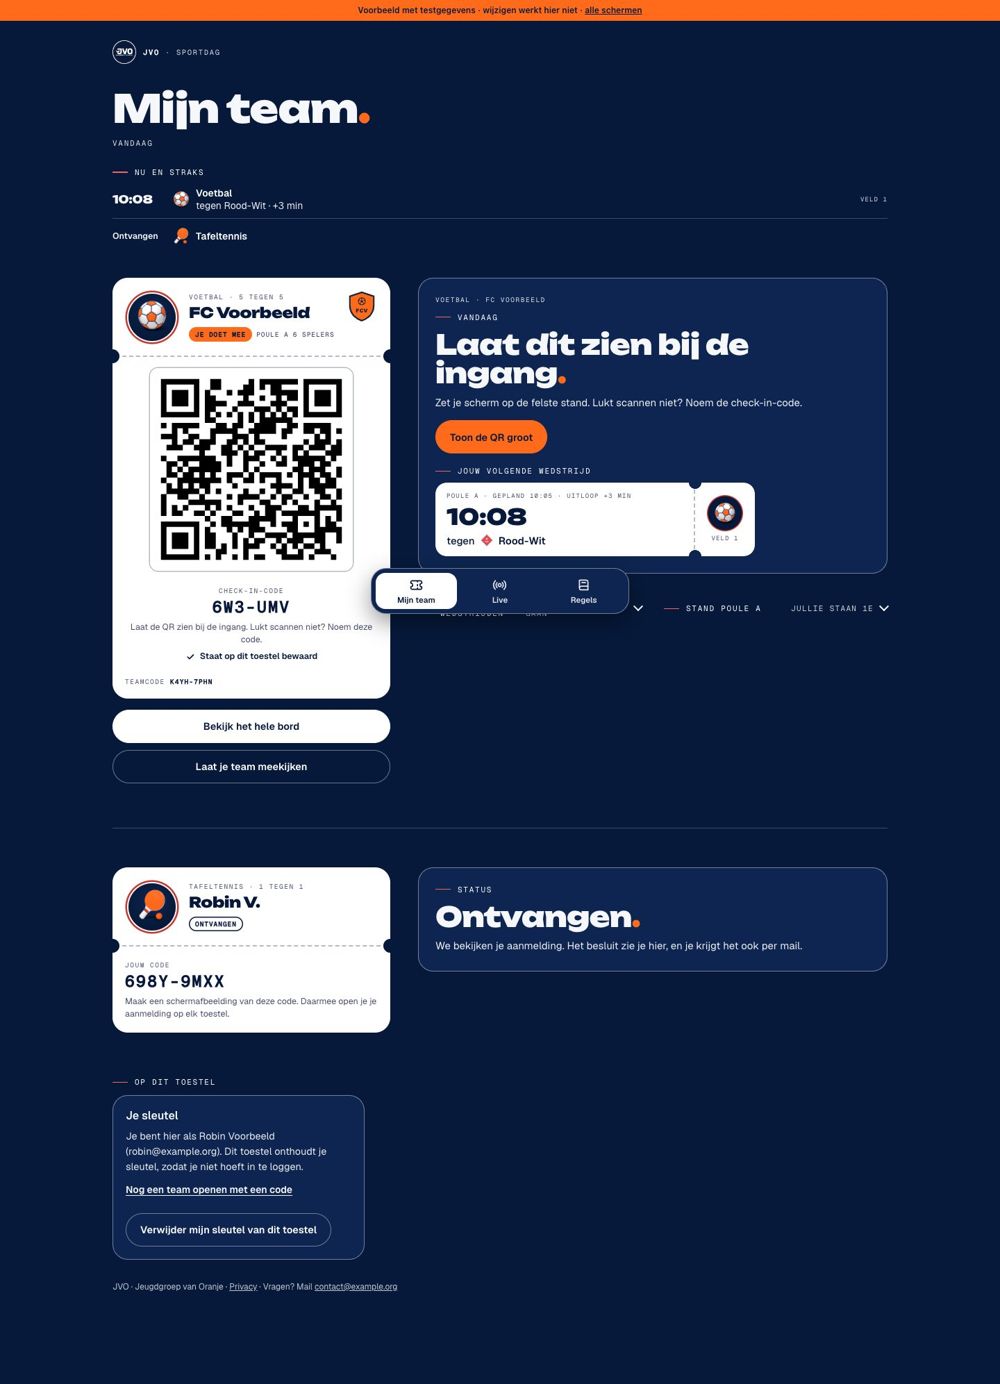 Voorbeeld met testgegevens · wijzigen werkt hier niet · alle schermen
JVO JVO · SPORTDAG
Mijn team.
VANDAAG
NU EN STRAKS
10:08 Voetbal
tegen Rood-Wit · +3 min
VELD 1
Ontvangen Tafeltennis
VOETBAL · 5 TEGEN 5
FC Voorbeeld
FCV
JE DOET MEE POULE A 6 SPELERS
CHECK-IN-CODE
6W3-UMV
Laat de QR zien bij de ingang. Lukt scannen niet? Noem deze
code.
Staat op dit toestel bewaard
TEAMCODE K4YH-7PHN
Bekijk het hele bord
Laat je team meekijken
VOETBAL · FC VOORBEELD
VANDAAG
Laat dit zien bij de
ingang.
Zet je scherm op de felste stand. Lukt scannen niet? Noem de check-in-code.
Toon de QR groot
JOUW VOLGENDE WEDSTRIJD
POULE A · GEPLAND 10:05 · UITLOOP +3 MIN
10:08
tegen Rood-Wit
VELD 1
Mijn team
Live
Regels
STAND POULE A
JULLIE STAAN 1E
TAFELTENNIS · 1 TEGEN 1
Robin V.
ONTVANGEN
JOUW CODE
698Y-9MXX
Maak een schermafbeelding van deze code. Daarmee open je je
aanmelding op elk toestel.
STATUS
Ontvangen.
We bekijken je aanmelding. Het besluit zie je hier, en je krijgt het ook per mail.
OP DIT TOESTEL
Je sleutel
Je bent hier als Robin Voorbeeld
(robin@example.org). Dit toestel onthoudt je
sleutel, zodat je niet hoeft in te loggen.
Nog een team openen met een code
Verwijder mijn sleutel van dit toestel
JVO · Jeugdgroep van Oranje · Privacy · Vragen? Mail contact@example.org